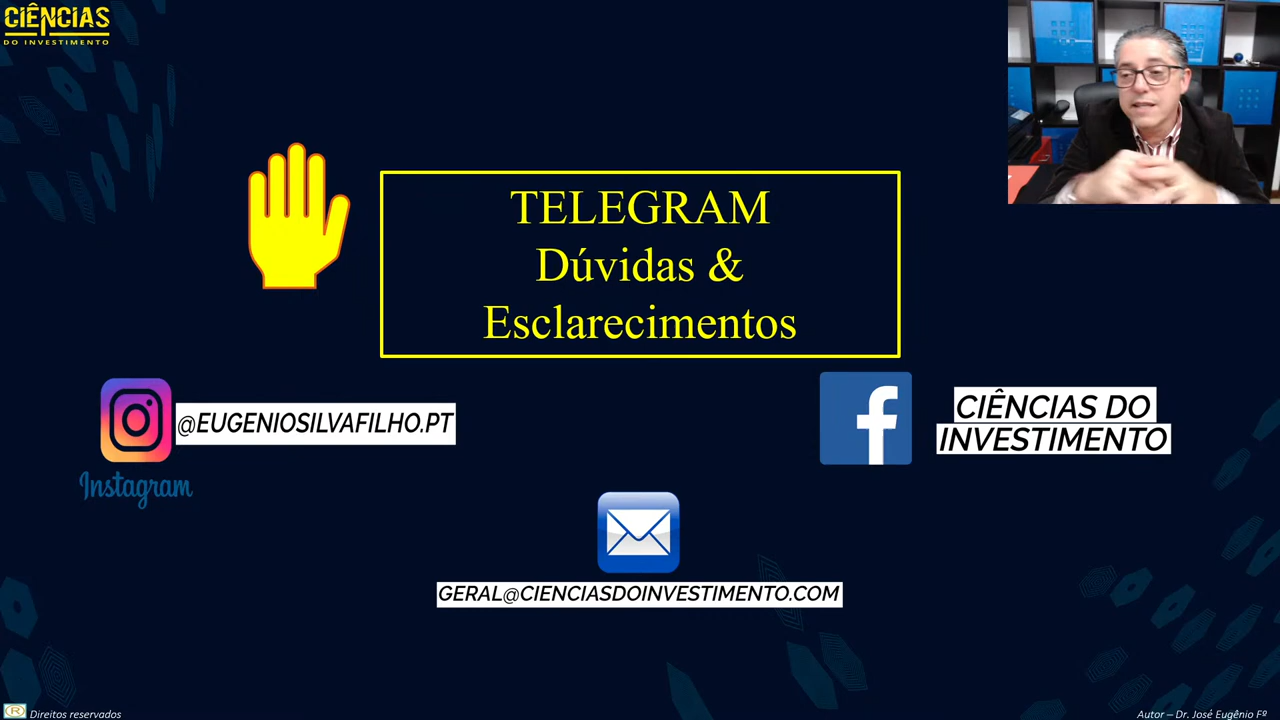 CIÊNCIAS
DO INVESTIMENTO
TELEGRAM
Dúvidas &
Esclarecimentos
@EUGENIOSILVAFILHO.PT
Instagram
CIÊNCIAS DO
INVESTIMENTO
GERAL@CIENCIASDOINVESTIMENTO.COM
R Direitos reservados
Autor – Dr. José Eugênio Fº